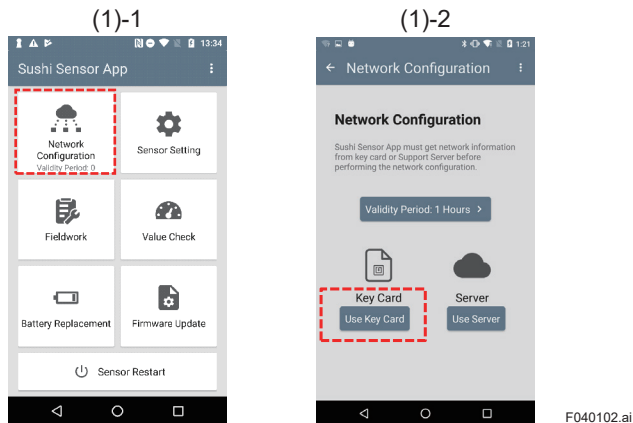 (1)-1
(1)-2
13:34
Sushi Sensor App
Network
Configuration
Validity Period: 0
Sensor Setting
Fieldwork
Value Check
Battery Replacement
Firmware Update
Sensor Restart
1:21
Network Configuration
Network Configuration
Sushi Sensor App must get network information
from key card or Support Server before
performing the network configuration.
Validity Period: 1 Hours >
Key Card
Server
Use Key Card
Use Server
F040102.ai